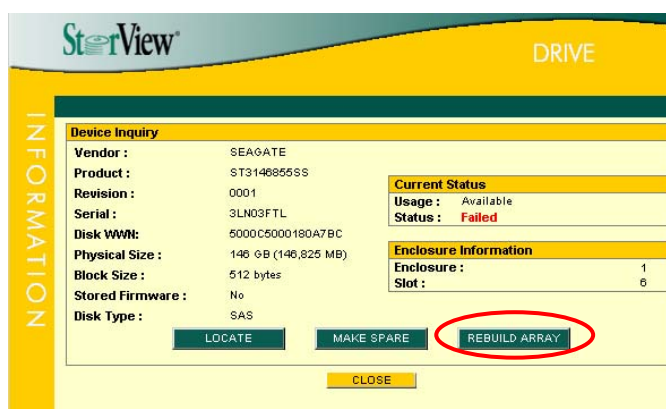 StorView
DRIVE
INFORMATION
Device Inquiry
Vendor : SEAGATE
Product : ST3146855SS
Revision : 0001
Serial : 3LN03FTL
Disk WWN: 5000C5000180A7BC
Physical Size : 146 GB (146,825 MB)
Block Size : 512 bytes
Stored Firmware : No
Disk Type : SAS
Current Status
Usage : Available
Status : Failed
Enclosure Information
Enclosure : 1
Slot : 6
LOCATE MAKE SPARE REBUILD ARRAY
CLOSE